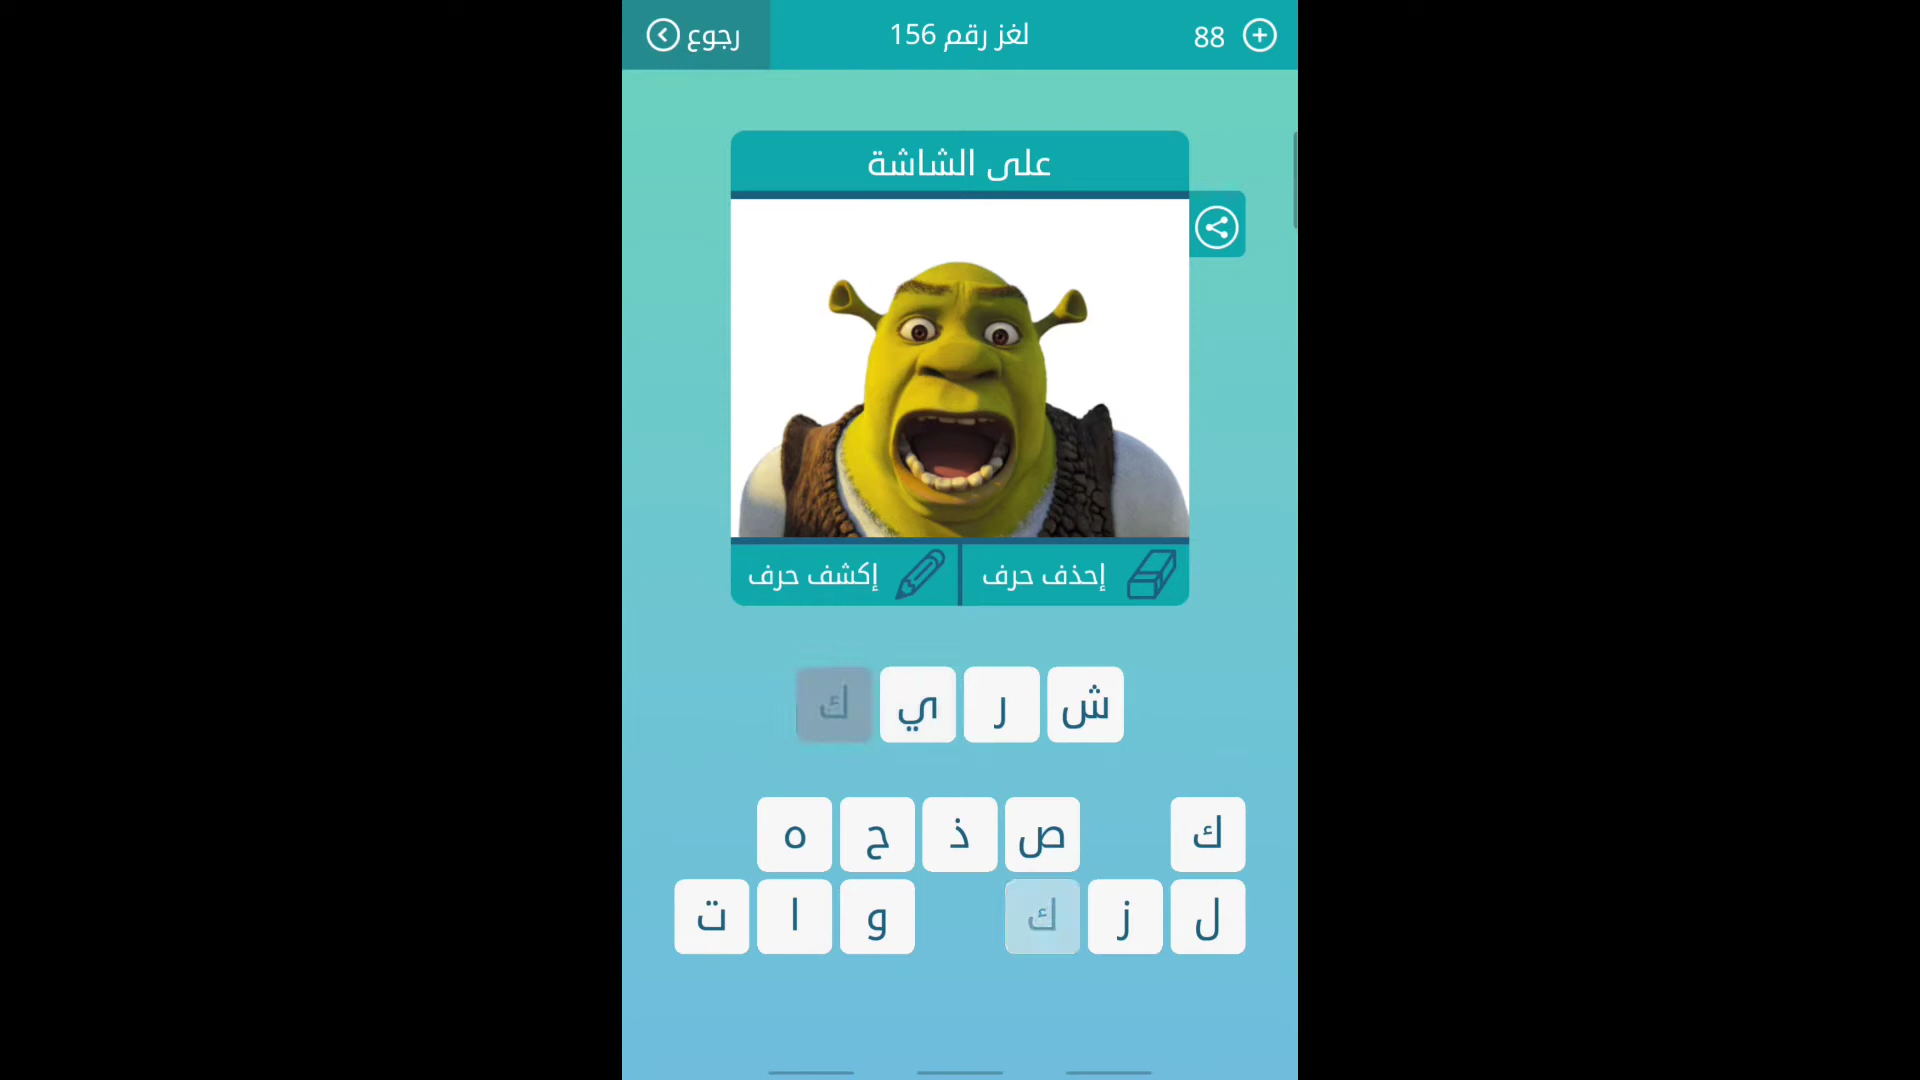 88 لغز رقم 156 رجوع
على الشاشة
إحذف حرف إكشف حرف
ش ر ي ك
ك ص ذ ح ه
ل ز ك و ا ت